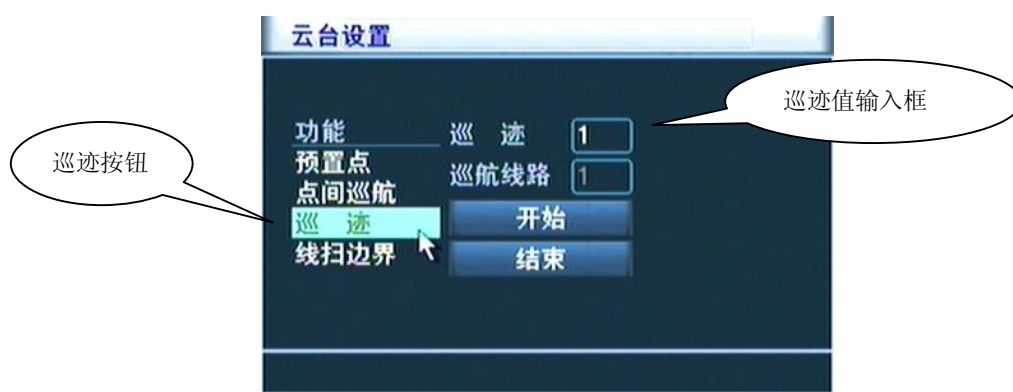 云台设置
巡迹值输入框
巡迹按钮
功能
巡 迹 1
预置点
巡航线路 1
点间巡航
巡 迹
开始
线扫边界
结束